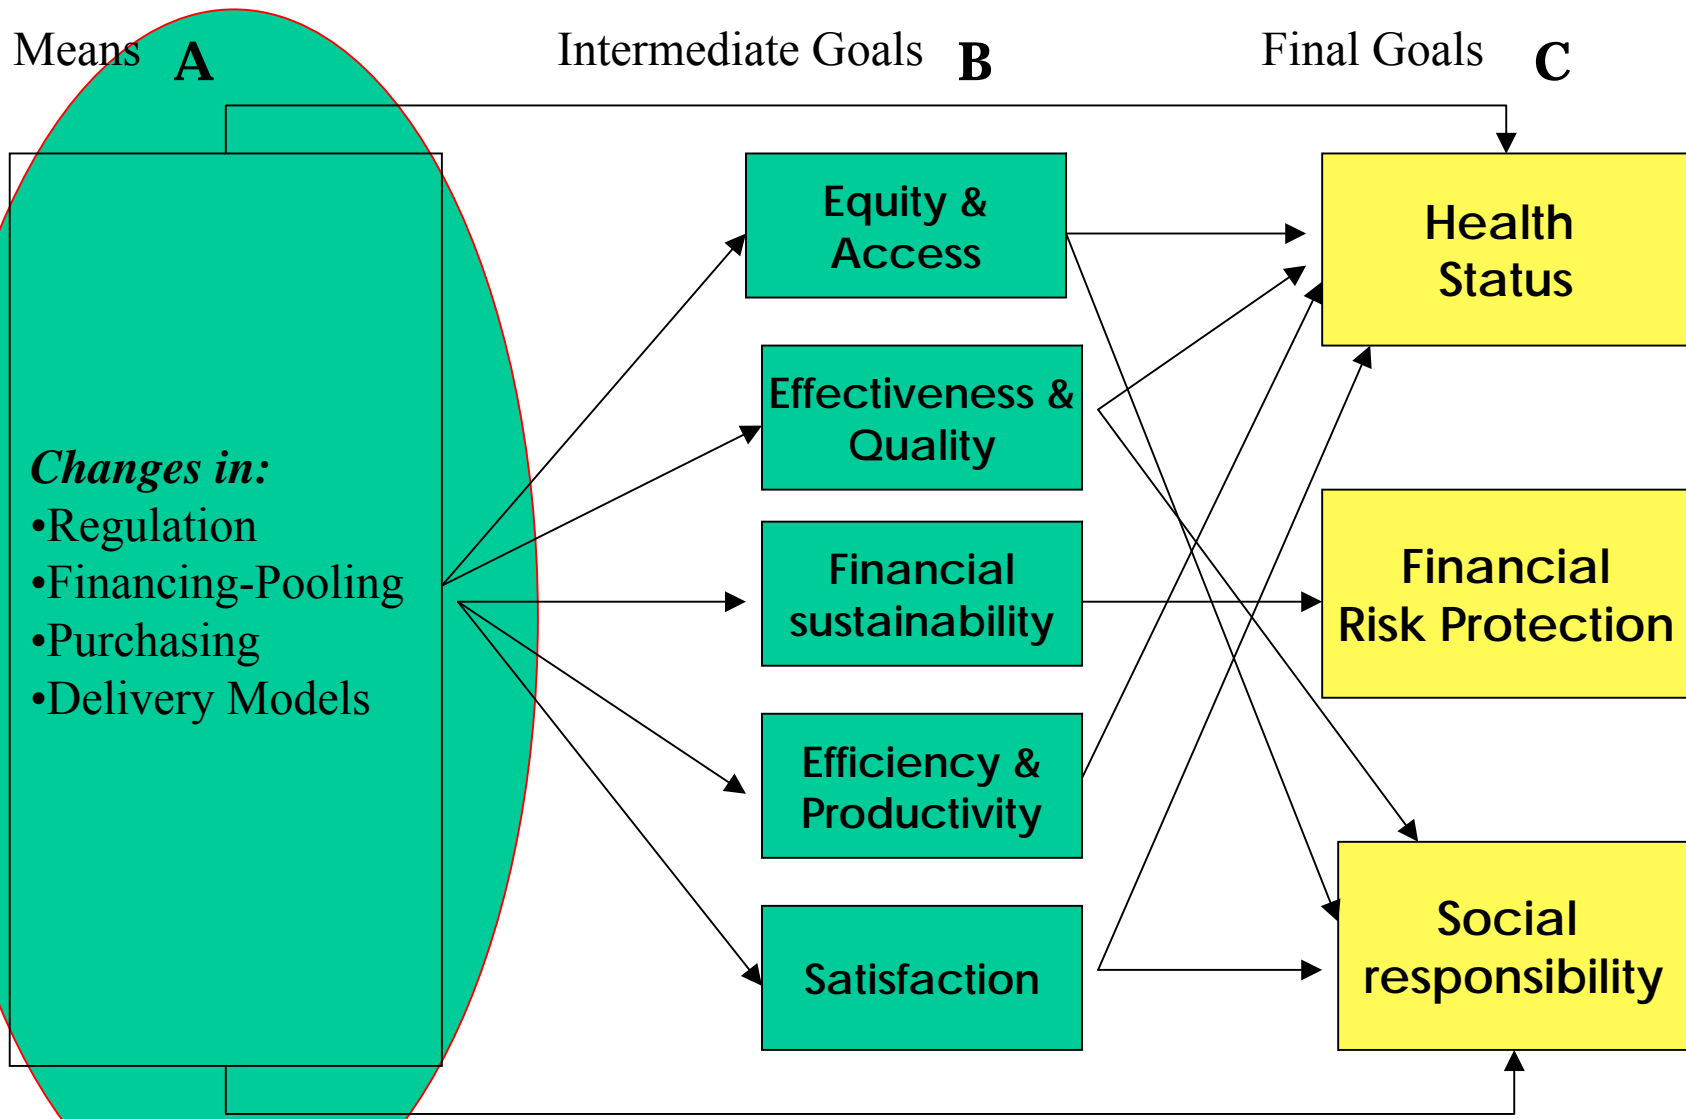 Means A
Intermediate Goals B
Final Goals C
Changes in:
•Regulation
•Financing-Pooling
•Purchasing
•Delivery Models
Equity &
Access
Effectiveness &
Quality
Financial
sustainability
Efficiency &
Productivity
Satisfaction
Health
Status
Financial
Risk Protection
Social
responsibility